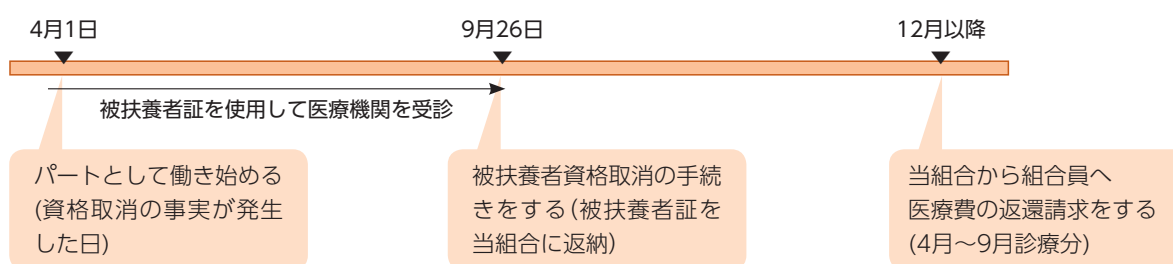 4月1日
9月26日
12月以降
被扶養者証を使用して医療機関を受診
パートとして働き始める
(資格取消の事実が発生
した日)
被扶養者資格取消の手続
きをする(被扶養者証を
当組合に返納)
当組合から組合員へ
医療費の返還請求をする
(4月～9月診療分)